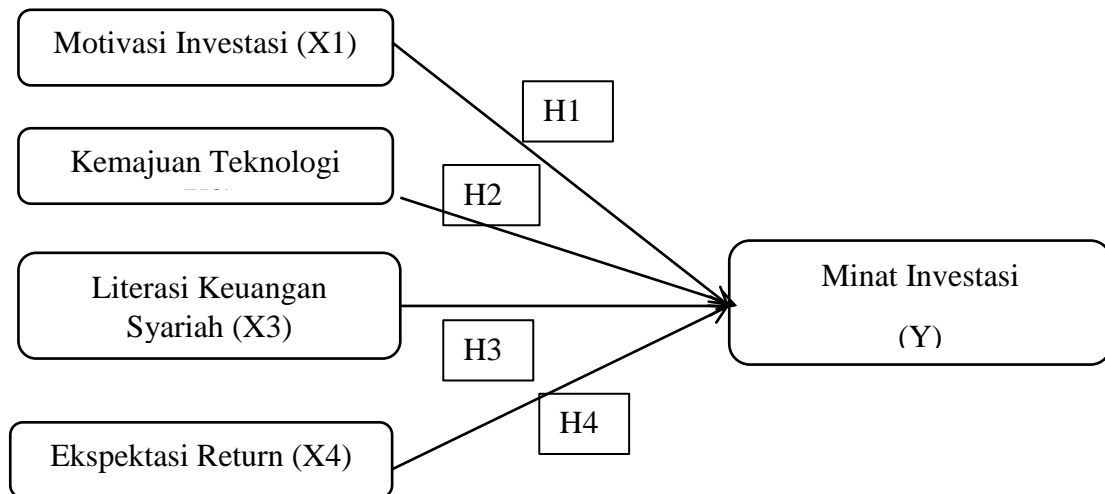 Motivasi Investasi (X1)
H1
Kemajuan Teknologi
H2
Literasi Keuangan
Syariah (X3)
Minat Investasi
(Y)
H3
H4
Ekspektasi Return (X4)